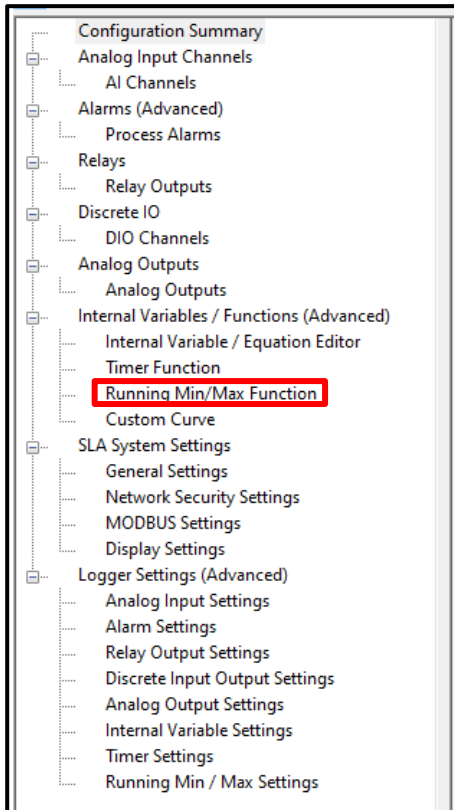 Configuration Summary
Analog Input Channels
AI Channels
Alarms (Advanced)
Process Alarms
Relays
Relay Outputs
Discrete IO
DIO Channels
Analog Outputs
Analog Outputs
Internal Variables / Functions (Advanced)
Internal Variable / Equation Editor
Timer Function
Running Min/Max Function
Custom Curve
SLA System Settings
General Settings
Network Security Settings
MODBUS Settings
Display Settings
Logger Settings (Advanced)
Analog Input Settings
Alarm Settings
Relay Output Settings
Discrete Input Output Settings
Analog Output Settings
Internal Variable Settings
Timer Settings
Running Min / Max Settings